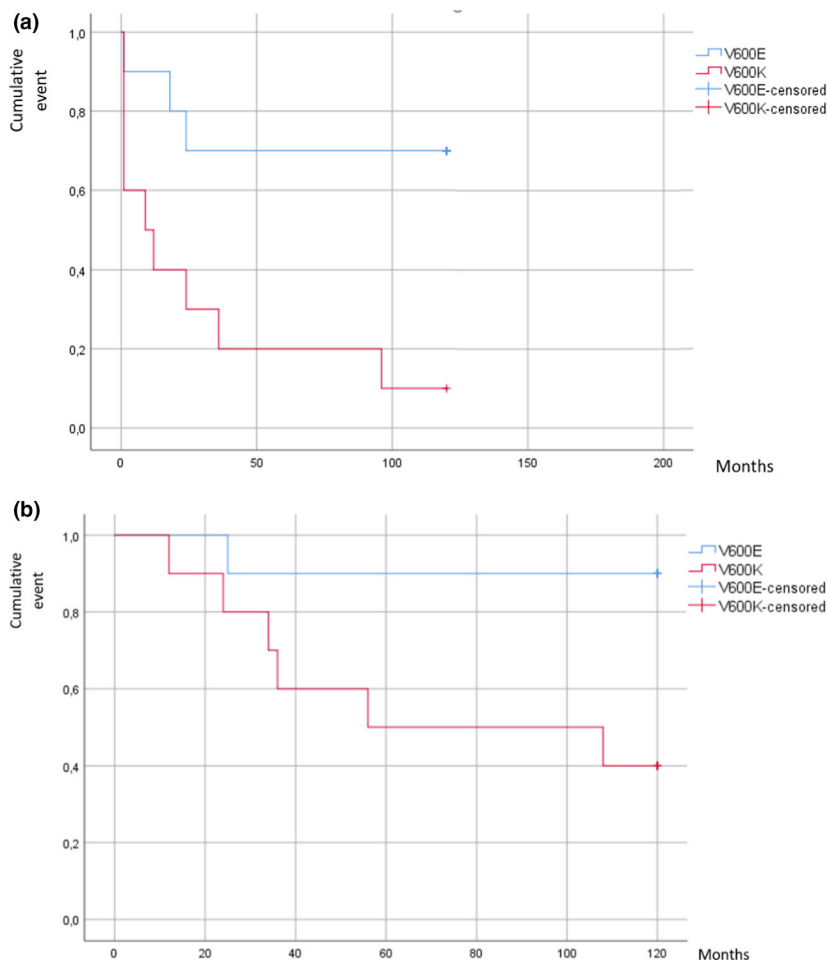 (a)
Cumulative
event
1,0
0,8
0,6
0,4
0,2
0,0
0 50 100 150 200
Months
V600E
V600K
V600E-censored
V600K-censored
(b)
Cumulative
event
1,0
0,8
0,6
0,4
0,2
0,0
0 20 40 60 80 100 120
Months
V600E
V600K
V600E-censored
V600K-censored